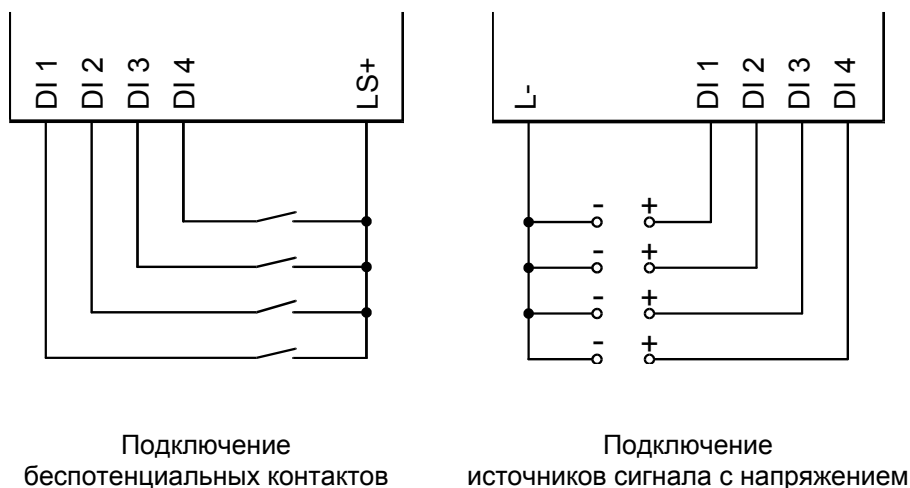 DI 1
DI 2
DI 3
DI 4
LS+
L-
DI 1
DI 2
DI 3
DI 4
- +
- +
- +
- +
Подключение
беспотенциальных контактов
Подключение
источников сигнала с напряжением